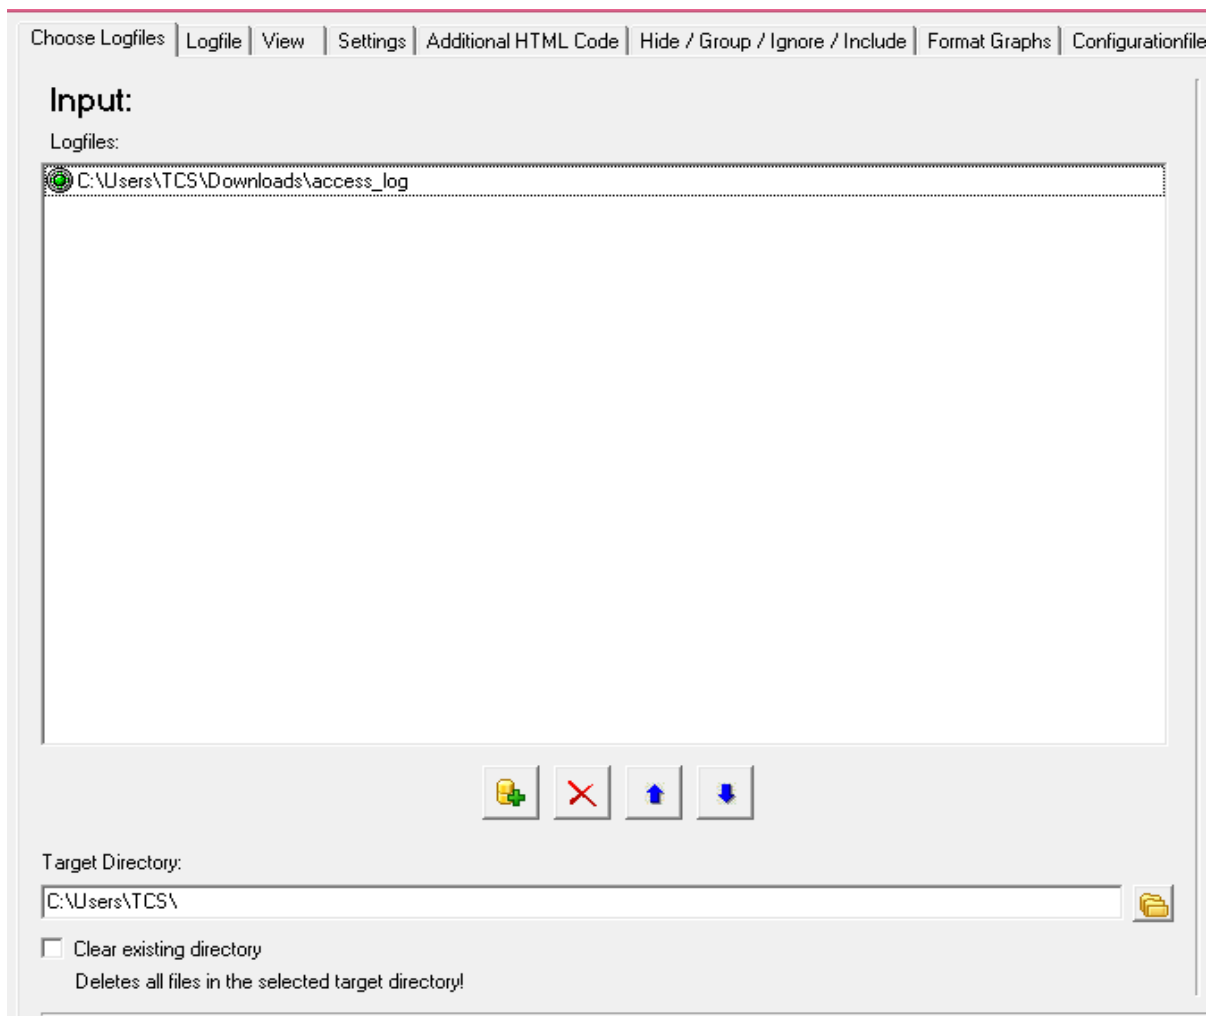 Choose Logfiles Logfile View Settings Additional HTML Code Hide / Group / Ignore / Include Format Graphs Configurationfile
Input:
Logfiles:
C:\Users\TCS\Downloads\access_log
Target Directory:
C:\Users\TCS\
Clear existing directory
Deletes all files in the selected target directory!